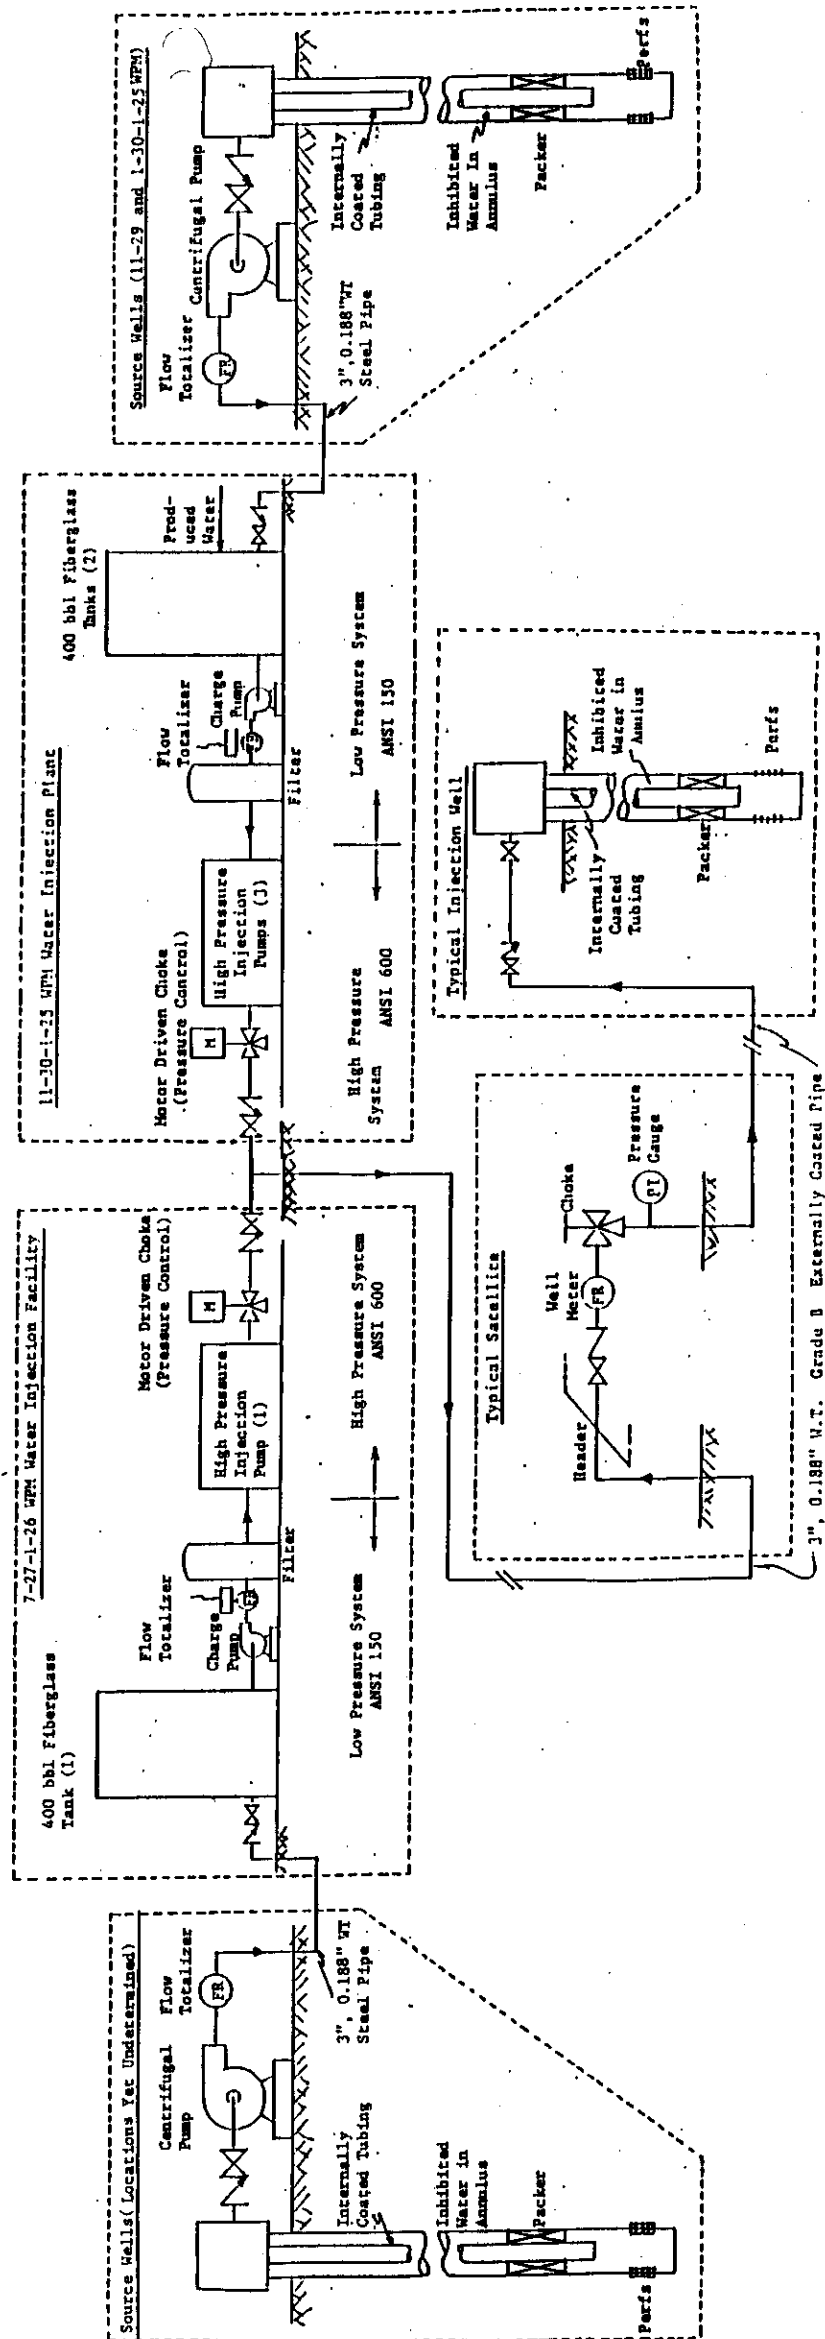 Source Wells(Locations Yet Undetermined)
Centrifugal
Pump
Flow
Totalizer
FR
3", 0.188" WT
Steel Pipe
Internally
Coated Tubing
Inhibited
Water in
Annulus
Packer
Perfs
7-27-1-26 WPM Water Injection Facility
400 bbl Fiberglass
Tank (1)
Flow
Totalizer
Charge
Pump
FR
Filter
High Pressure
Injection
Pump (1)
Motor Driven Choke
(Pressure Control)
M
Low Pressure System
ANSI 150
High Pressure System
ANSI 600
11-30-1-25 WPM Water Injection Plant
Motor Driven Choke
(Pressure Control)
M
High Pressure
Injection
Pumps (3)
Filter
Flow
Totalizer
Charge
Pump
400 bbl Fiberglass
Tanks (2)
Prod-
uced
Water
High Pressure
System
ANSI 600
Low Pressure System
ANSI 150
Source Wells (11-29 and 1-30-1-25 WPM)
Flow
Totalizer
FR
Centrifugal Pump
3", 0.188"WT
Steel Pipe
Internally
Coated
Tubing
Inhibited
Water In
Annulus
Packer
Perfs
Typical Satellite
Header
Well
Meter
FR
Choke
PI
Pressure
Gauge
3", 0.188" W.T. Grade B Externally Coated Pipe
Typical Injection Well
Internally
Coated
Tubing
Inhibited
Water in
Annulus
Packer
Perfs